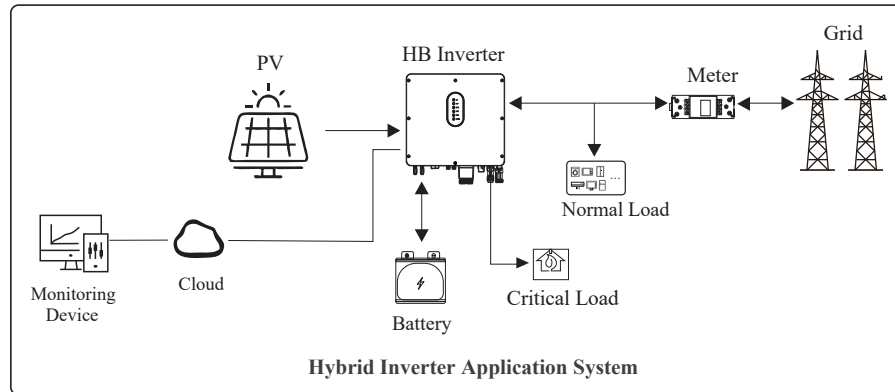 Grid
HB Inverter
PV
Meter
Normal Load
Cloud
Critical Load
Monitoring
Device
Battery
Hybrid Inverter Application System